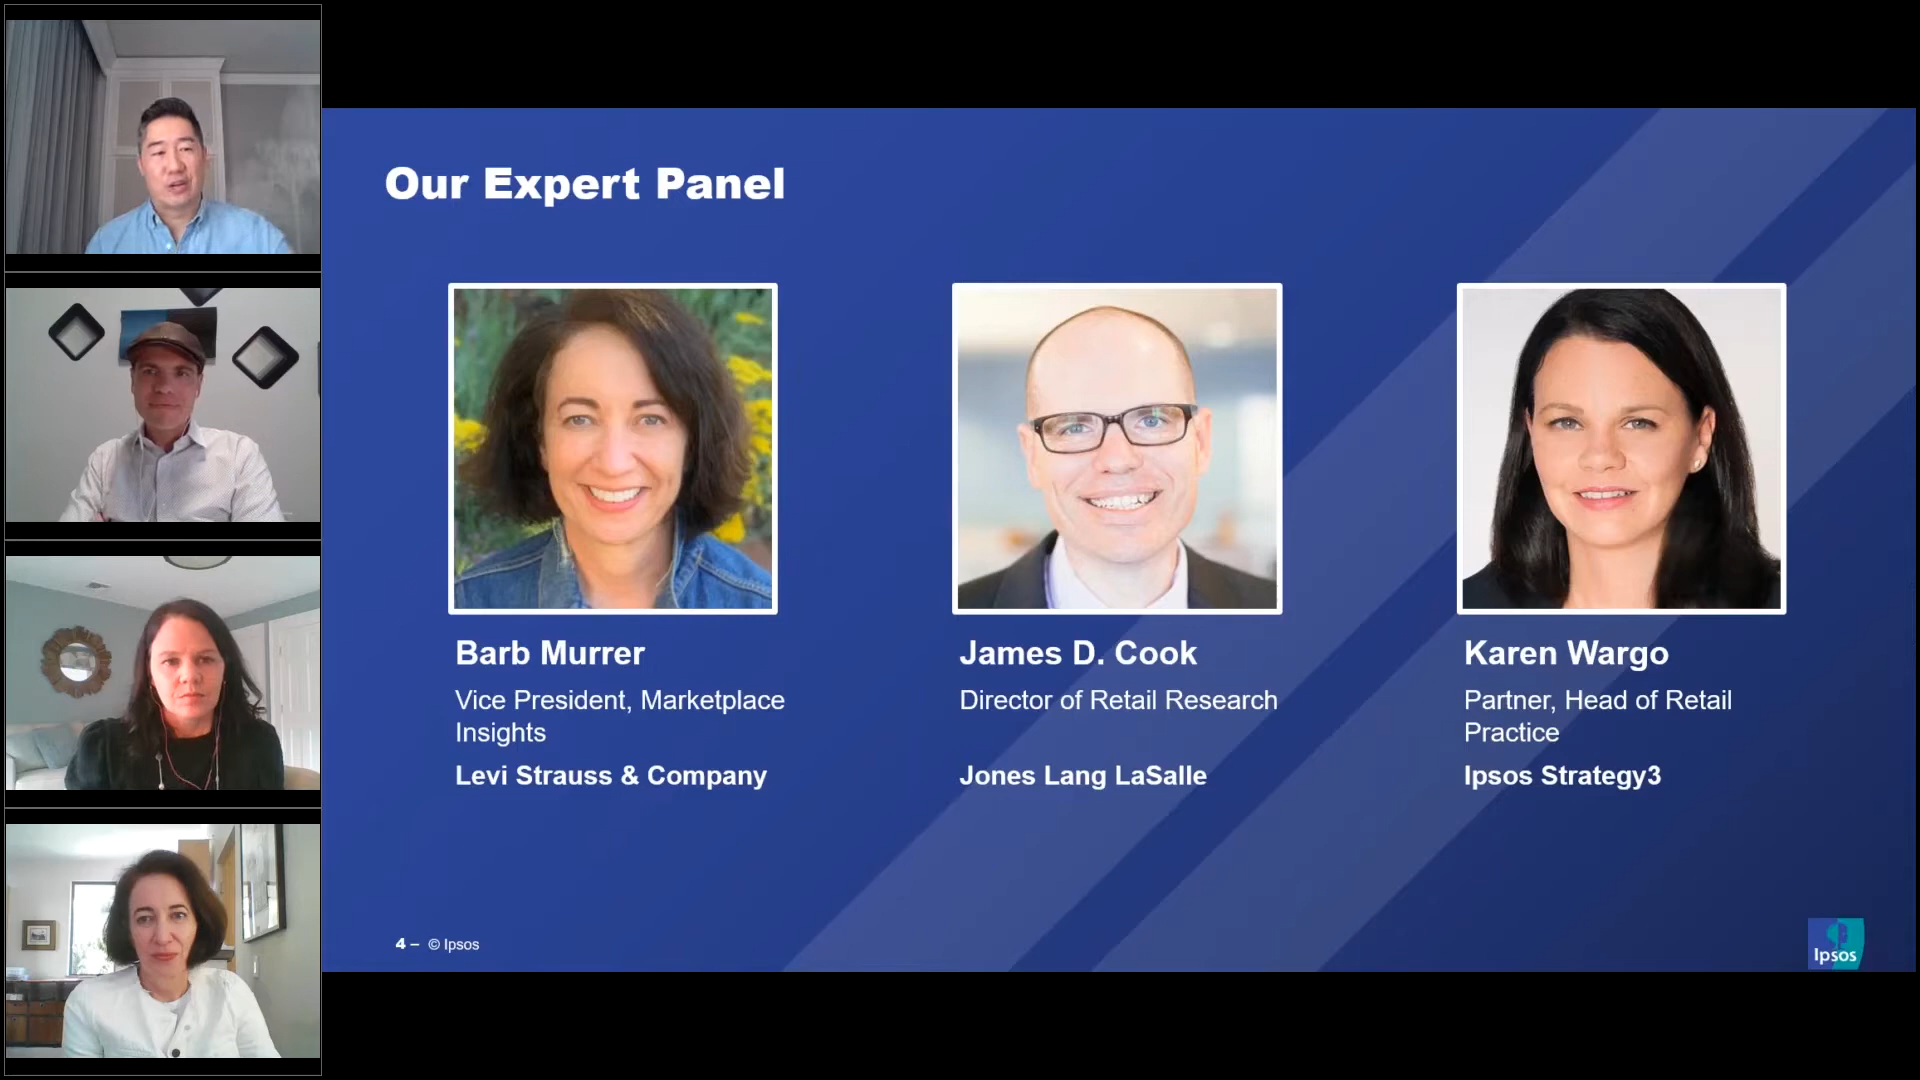 Our Expert Panel
Barb Murrer
Vice President, Marketplace
Insights
Levi Strauss & Company
James D. Cook
Director of Retail Research
Jones Lang LaSalle
Karen Wargo
Partner, Head of Retail
Practice
Ipsos Strategy3
4 – © Ipsos
Ipsos